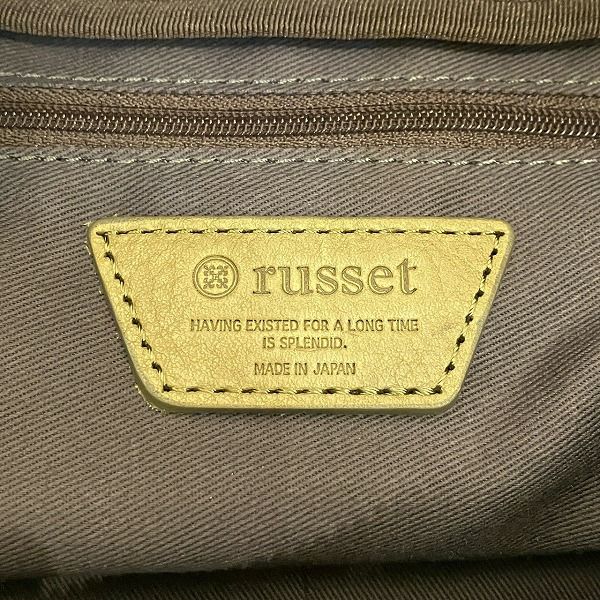 russet
HAVING EXISTED FOR A LONG TIME
IS SPLENDID.
MADE IN JAPAN